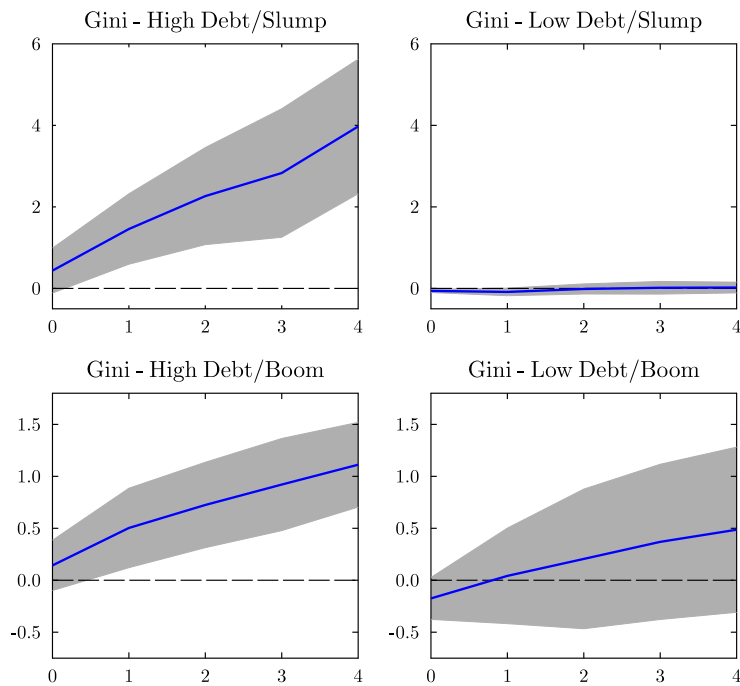 Gini - High Debt/Slump
6
4
2
0
0 1 2 3 4
Gini - Low Debt/Slump
6
4
2
0
0 1 2 3 4
Gini - High Debt/Boom
1.5
1.0
0.5
0.0
-0.5
0 1 2 3 4
Gini - Low Debt/Boom
1.5
1.0
0.5
0.0
-0.5
0 1 2 3 4